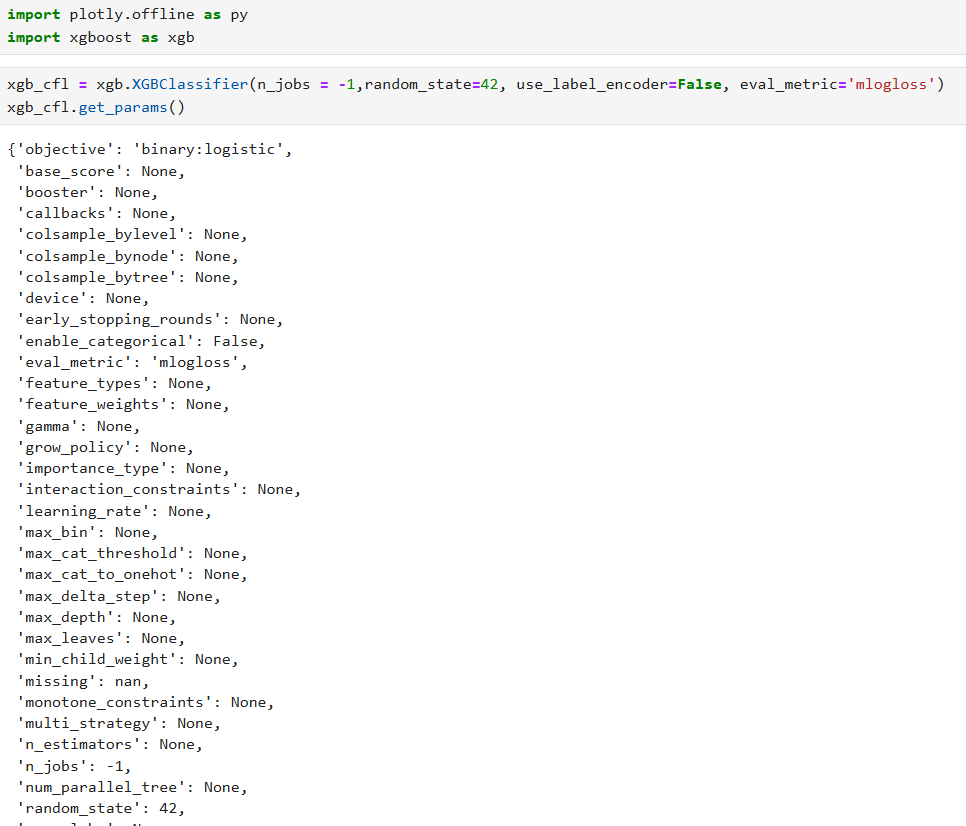 import plotly.offline as py
import xgboost as xgb
xgb_cfl = xgb.XGBClassifier(n_jobs = -1,random_state=42, use_label_encoder=False, eval_metric='mlogloss')
xgb_cfl.get_params()
{'objective': 'binary:logistic',
 'base_score': None,
 'booster': None,
 'callbacks': None,
 'colsample_bylevel': None,
 'colsample_bynode': None,
 'colsample_bytree': None,
 'device': None,
 'early_stopping_rounds': None,
 'enable_categorical': False,
 'eval_metric': 'mlogloss',
 'feature_types': None,
 'feature_weights': None,
 'gamma': None,
 'grow_policy': None,
 'importance_type': None,
 'interaction_constraints': None,
 'learning_rate': None,
 'max_bin': None,
 'max_cat_threshold': None,
 'max_cat_to_onehot': None,
 'max_delta_step': None,
 'max_depth': None,
 'max_leaves': None,
 'min_child_weight': None,
 'missing': nan,
 'monotone_constraints': None,
 'multi_strategy': None,
 'n_estimators': None,
 'n_jobs': -1,
 'num_parallel_tree': None,
 'random_state': 42,